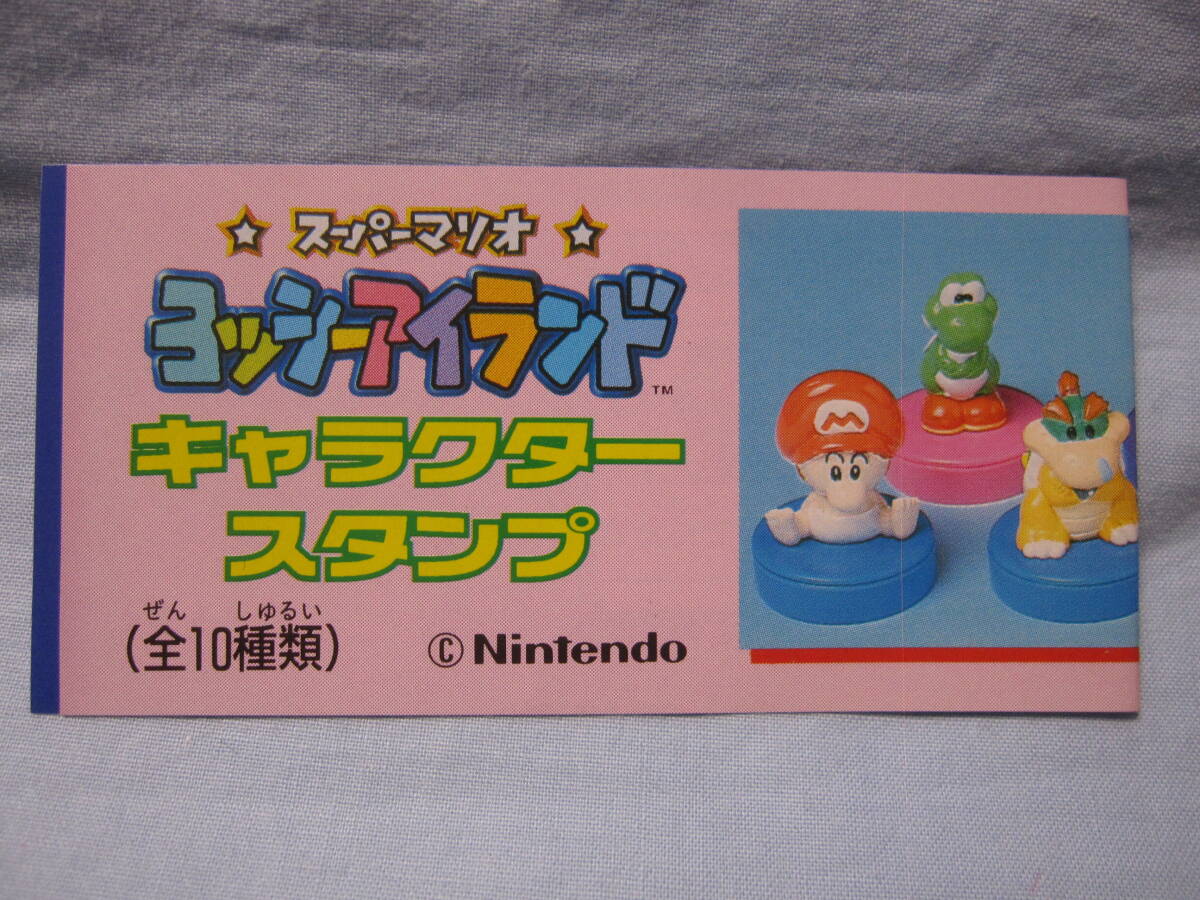 ☆ スーパーマリオ ☆
ヨッシーアイランド™
キャラクター
スタンプ
ぜん しゅるい
(全10種類)
© Nintendo
M